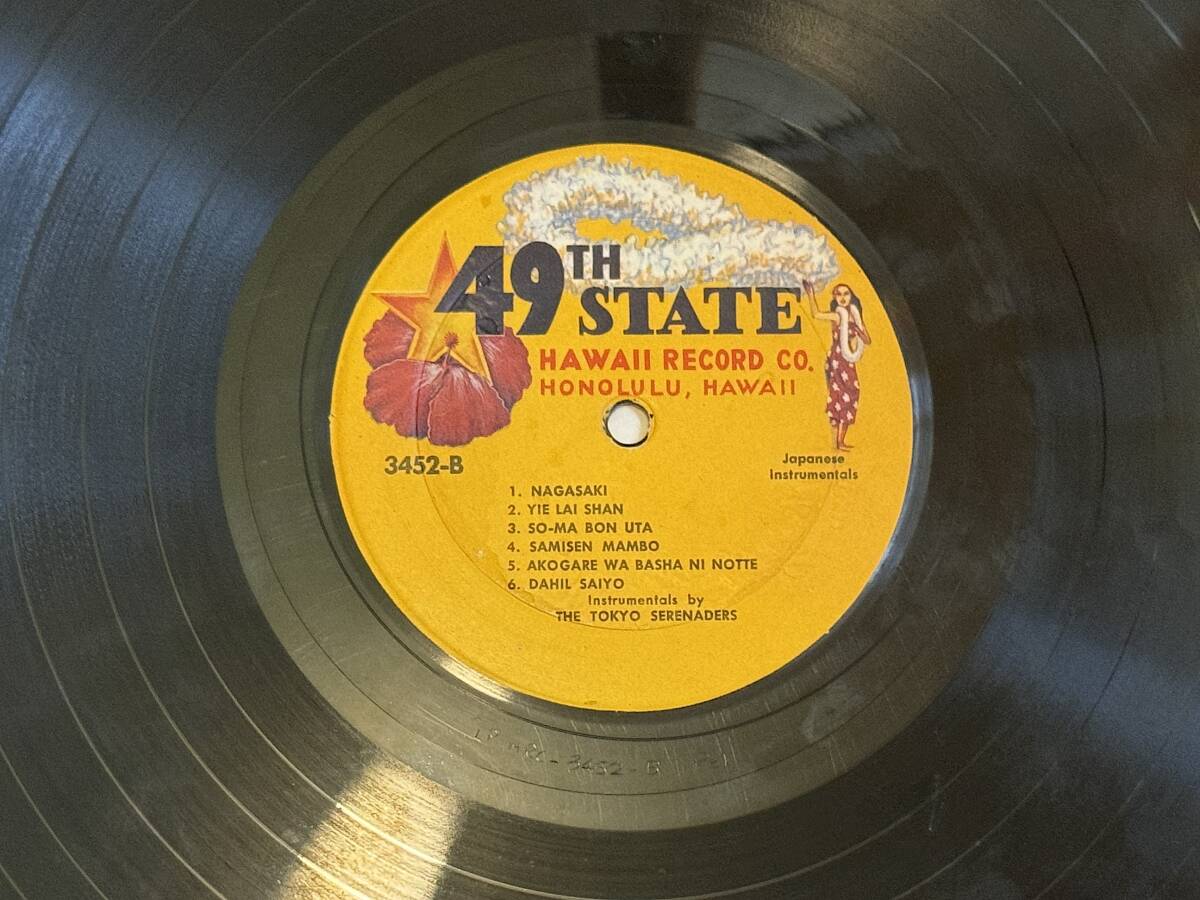 49TH
STATE
HAWAII RECORD CO.
HONOLULU, HAWAII
3452-B
Japanese
Instrumentals
1. NAGASAKI
2. YIE LAI SHAN
3. SO-MA BON UTA
4. SAMISEN MAMBO
5. AKOGARE WA BASHA NI NOTTE
6. DAHIL SAIYO
Instrumentals by
THE TOKYO SERENADERS
3452-B